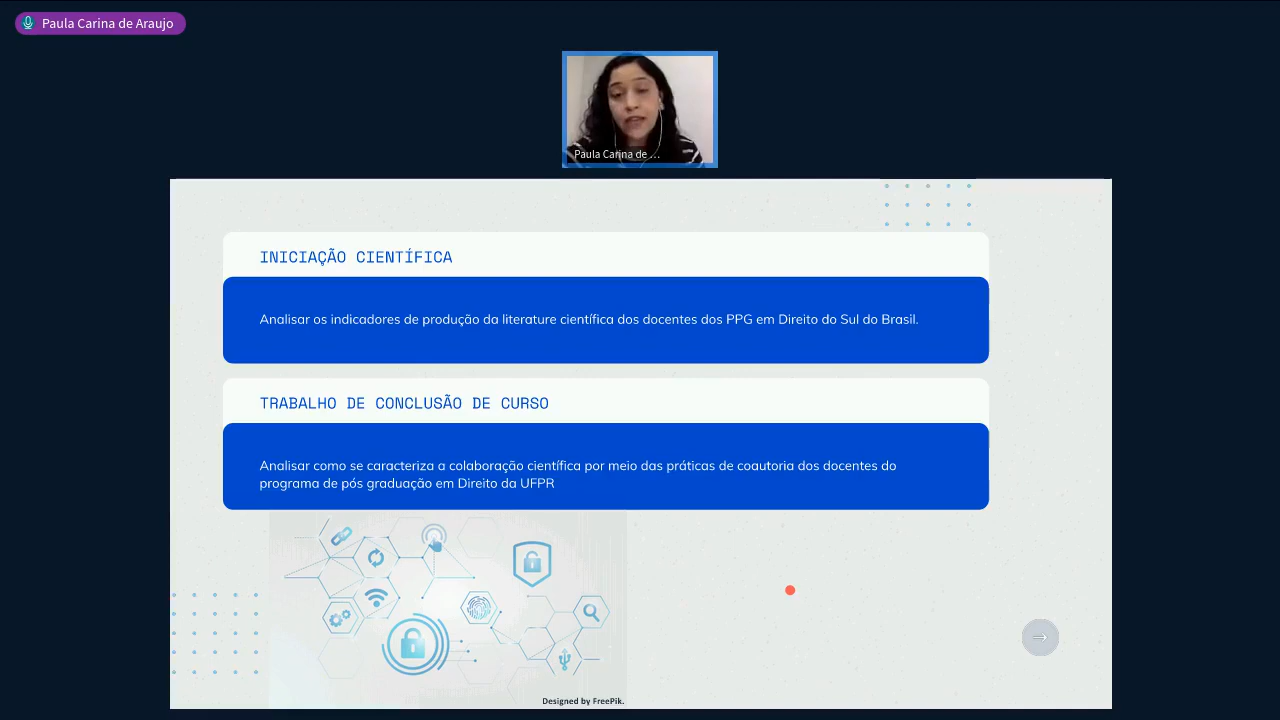 Paula Carina de Araujo
Paula Carina de ...
INICIAÇÃO CIENTÍFICA
Analisar os indicadores de produção da literature científica dos docentes dos PPG em Direito do Sul do Brasil.
TRABALHO DE CONCLUSÃO DE CURSO
Analisar como se caracteriza a colaboração científica por meio das práticas de coautoria dos docentes do
programa de pós graduação em Direito da UFPR
Designed by FreePik.